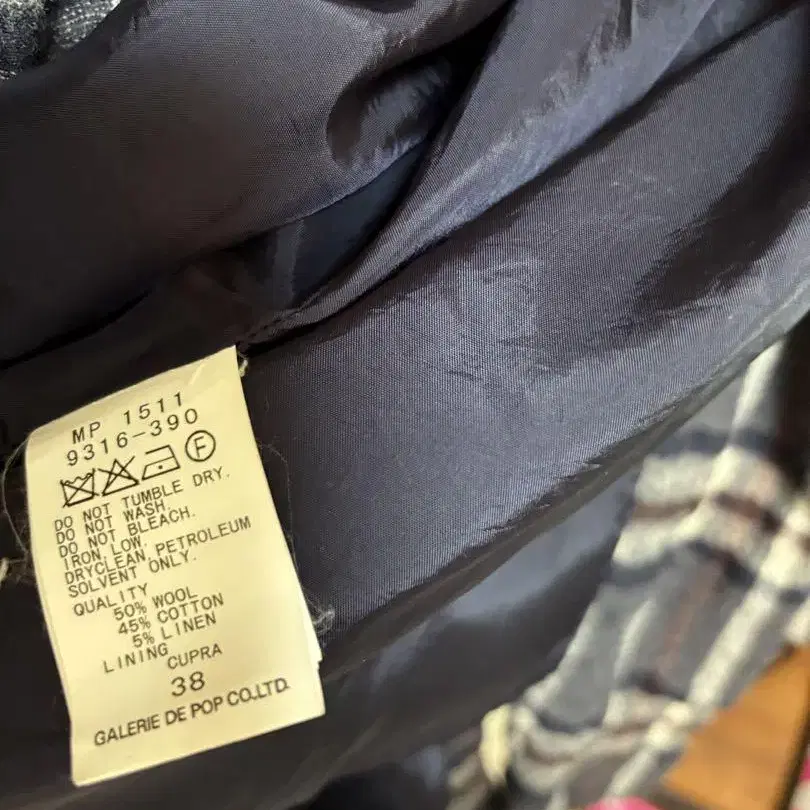 MP 1511
9316-390
F
DO NOT TUMBLE DRY.
DO NOT WASH.
DO NOT BLEACH.
IRON, LOW,
DRYCLEAN, PETROLEUM
SOLVENT ONLY.
QUALITY
50% WOOL
45% COTTON
5% LINEN
LINING
CUPRA
38
GALERIE DE POP CO.LTD.